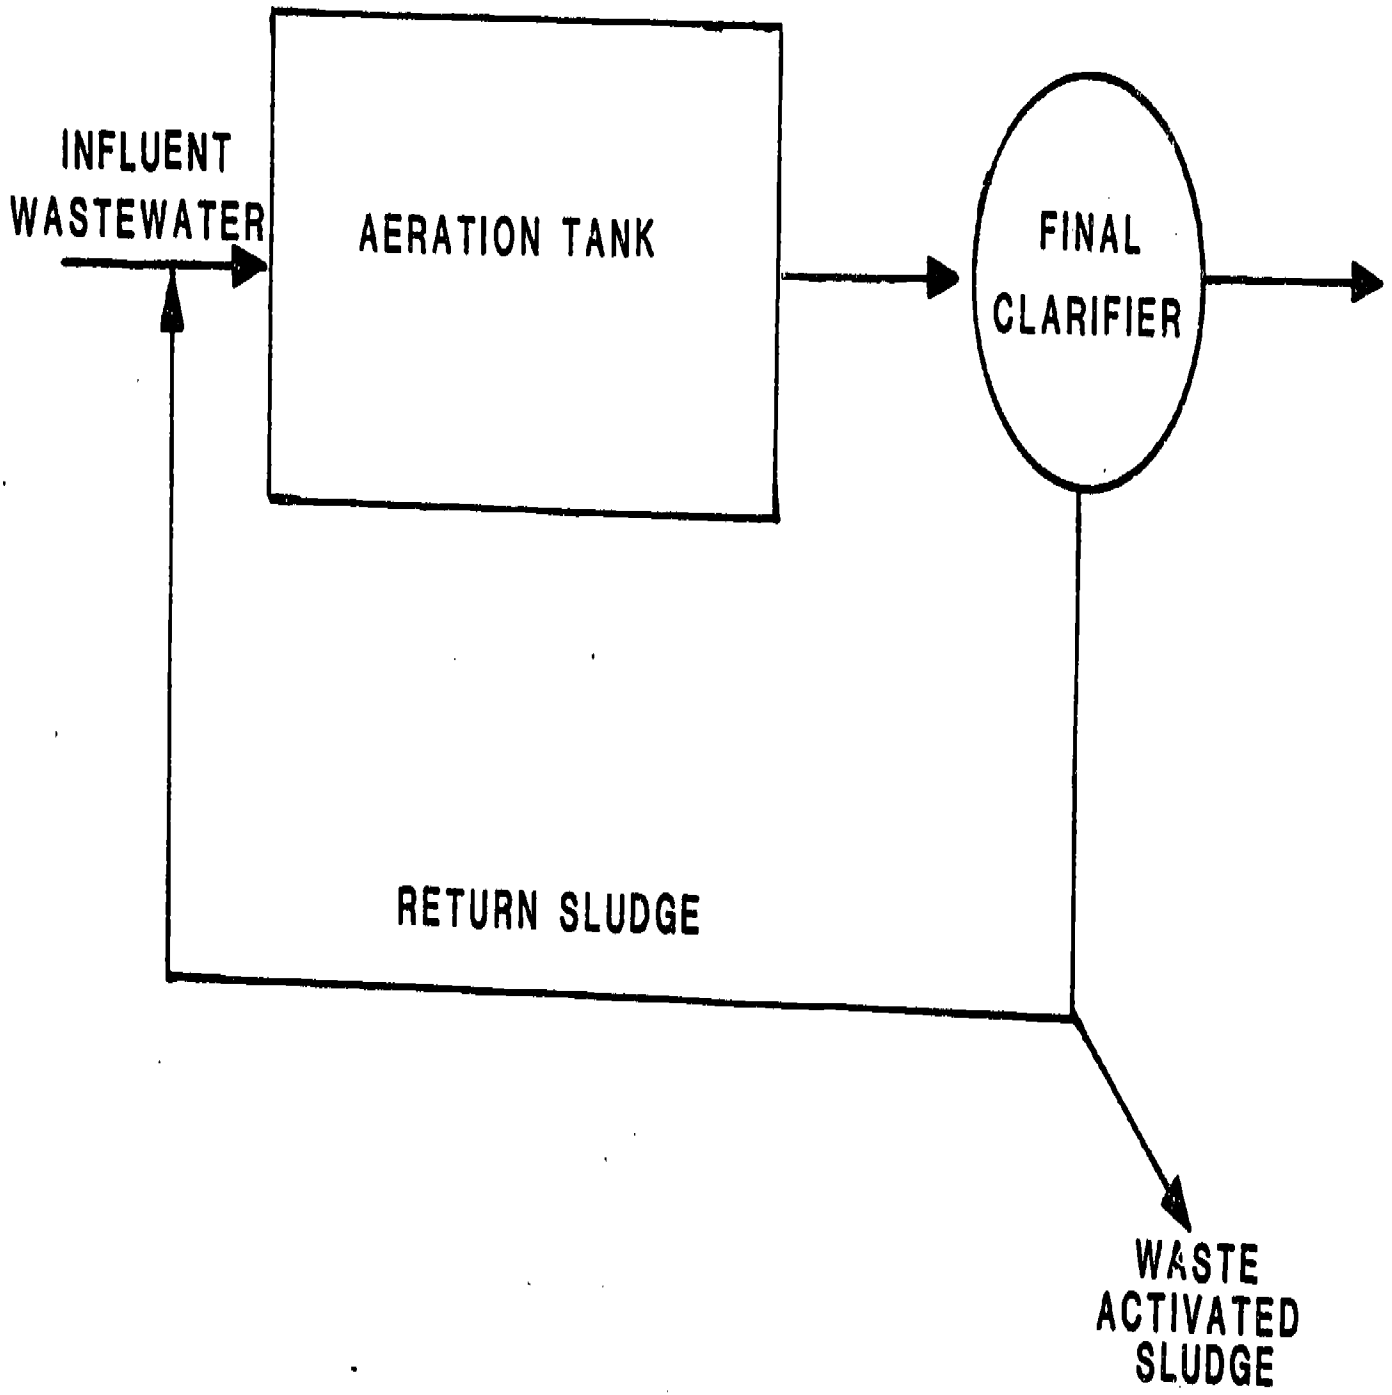 INFLUENT
WASTEWATER
AERATION TANK
FINAL
CLARIFIER
RETURN SLUDGE
WASTE
ACTIVATED
SLUDGE